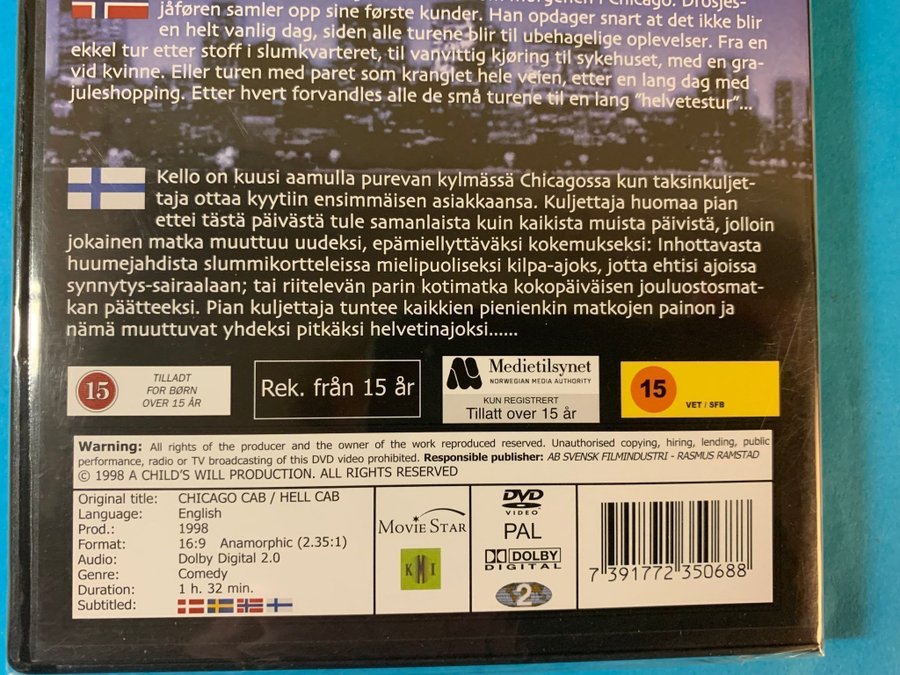 morgenen i Chicago. Drosjes-
jåføren samler opp sine første kunder. Han opdager snart at det ikke blir
en helt vanlig dag, siden alle turene blir til ubehagelige oplevelser. Fra en
ekkel tur etter stoff i slumkvarteret, til vanvittig kjøring til sykehuset, med en gra-
vid kvinne. Eller turen med paret som kranglet hele veien, etter en lang dag med
juleshopping. Etter hvert forvandles alle de små turene til en lang "helvetestur"...
Kello on kuusi aamulla purevan kylmässä Chicagossa kun taksinkuljet-
taja ottaa kyytiin ensimmäisen asiakkaansa. Kuljettaja huomaa pian
ettei tästä päivästä tule samanlaista kuin kaikista muista päivistä, jolloin
jokainen matka muuttuu uudeksi, epämiellyttäväksi kokemukseksi: Inhottavasta
huumejahdista slummikortteleissa mielipuoliseksi kilpa-ajoks, jotta ehtisi ajoissa
synnytys-sairaalaan; tai riitelevän parin kotimatka kokopäiväisen jouluostosmat-
kan päätteeksi. Pian kuljettaja tuntee kaikkien pienienkin matkojen painon ja
nämä muuttuvat yhdeksi pitkäksi helvetinajoksi......
15
TILLADT
FOR BØRN
OVER 15 ÅR
Rek. från 15 år
Medietilsynet
NORWEGIAN MEDIA AUTHORITY
KUN REGISTRERT
Tillatt over 15 år
15
VET / SFB
Warning: All rights of the producer and the owner of the work reproduced reserved. Unauthorised copying, hiring, lending, public
performance, radio or TV broadcasting of this DVD video prohibited. Responsible publisher: AB SVENSK FILMINDUSTRI - RASMUS RAMSTAD
© 1998 A CHILD'S WILL PRODUCTION. ALL RIGHTS RESERVED
Original title: CHICAGO CAB / HELL CAB
Language: English
Prod.: 1998
Format: 16:9 Anamorphic (2.35:1)
Audio: Dolby Digital 2.0
Genre: Comedy
Duration: 1 h. 32 min.
Subtitled:
MOVIE STAR
KMI
DVD
VIDEO
PAL
DOLBY
DIGITAL
2
7 391772 350688